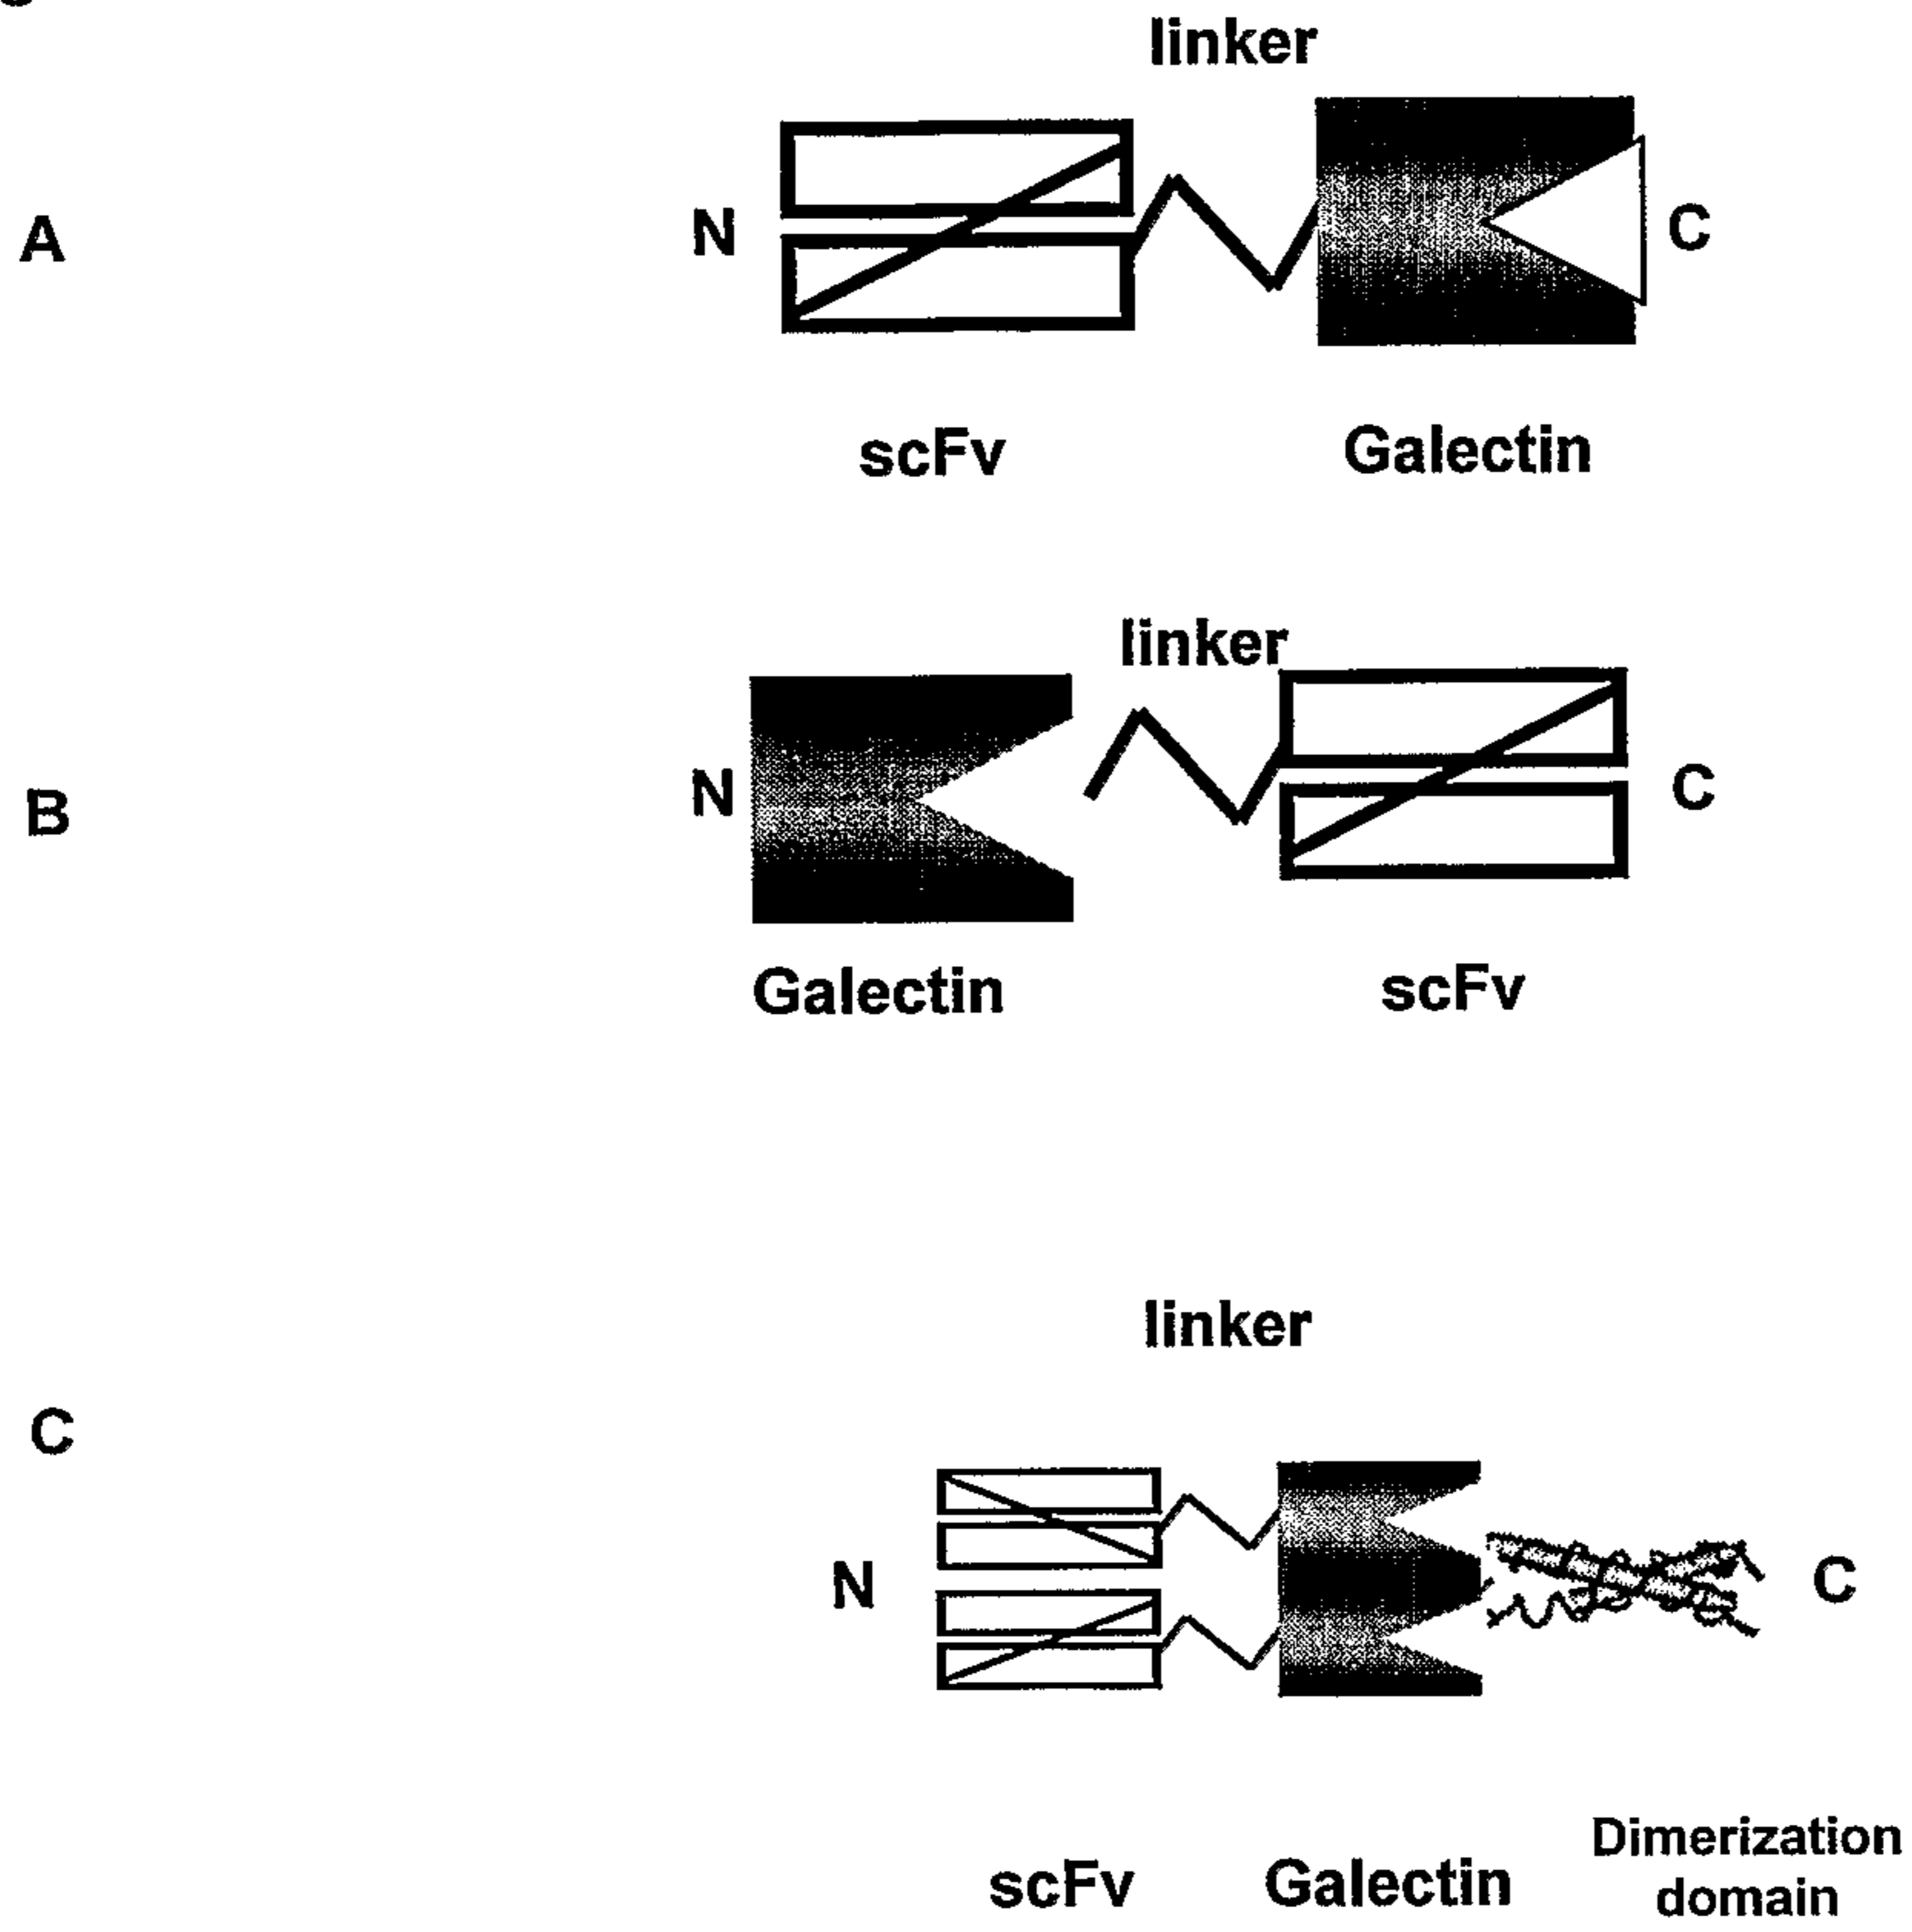 linker
A
N
C
scFv
Galectin
linker
B
N
C
Galectin
scFv
linker
C
N
C
scFv
Galectin
Dimerization
domain